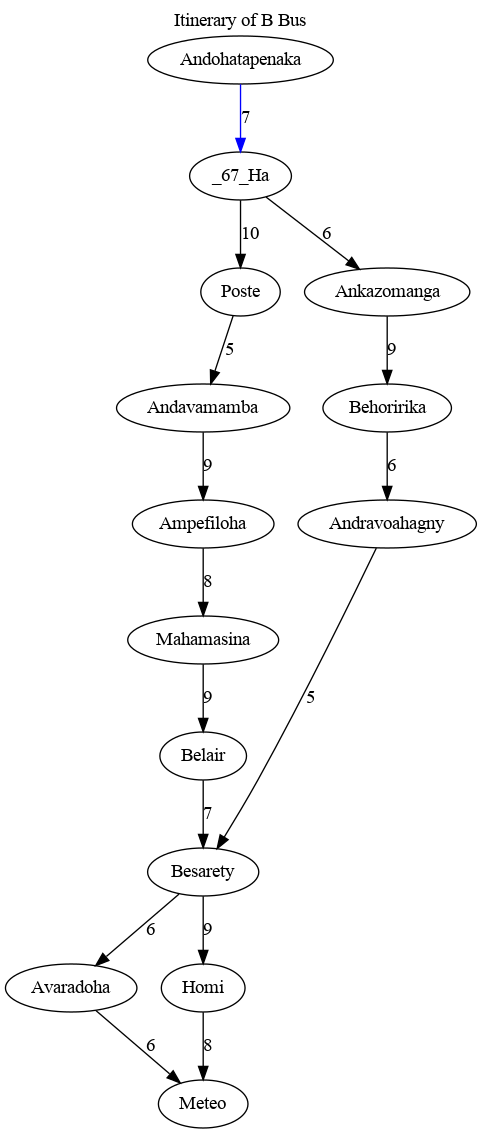 Itinerary of B Bus
Andohatapenaka
7
_67_Ha
10
6
Poste
Ankazomanga
5
9
Andavamamba
Behoririka
9
6
Ampefiloha
Andravoahagny
8
Mahamasina
9
5
Belair
7
Besarety
6
9
Avaradoha
Homi
6
8
Meteo